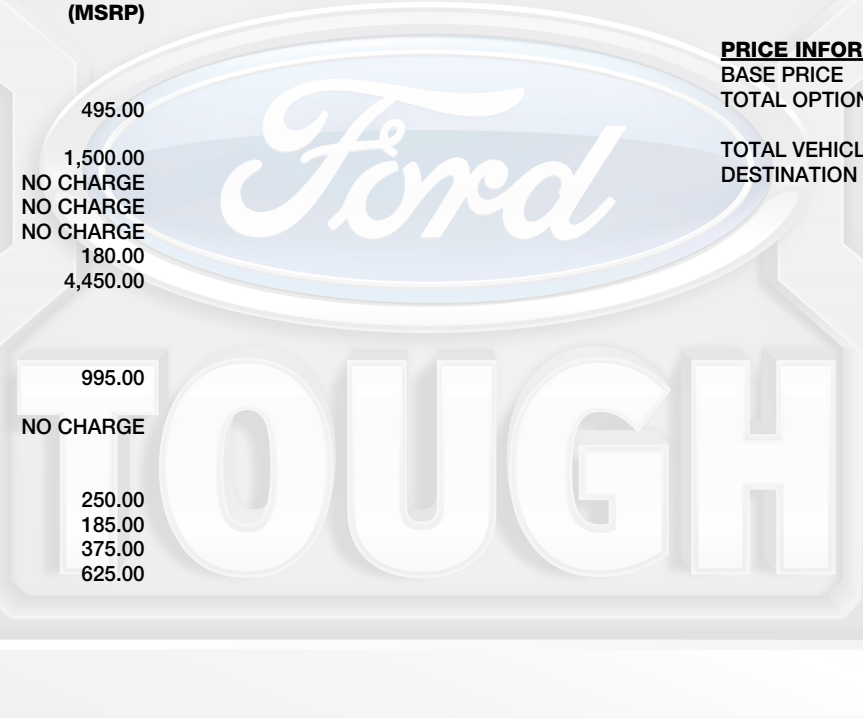 (MSRP)
495.00
1,500.00
NO CHARGE
NO CHARGE
NO CHARGE
180.00
4,450.00
995.00
NO CHARGE
250.00
185.00
375.00
625.00
PRICE INFOR
BASE PRICE
TOTAL OPTION
TOTAL VEHICL
DESTINATION
Ford
TOUGH